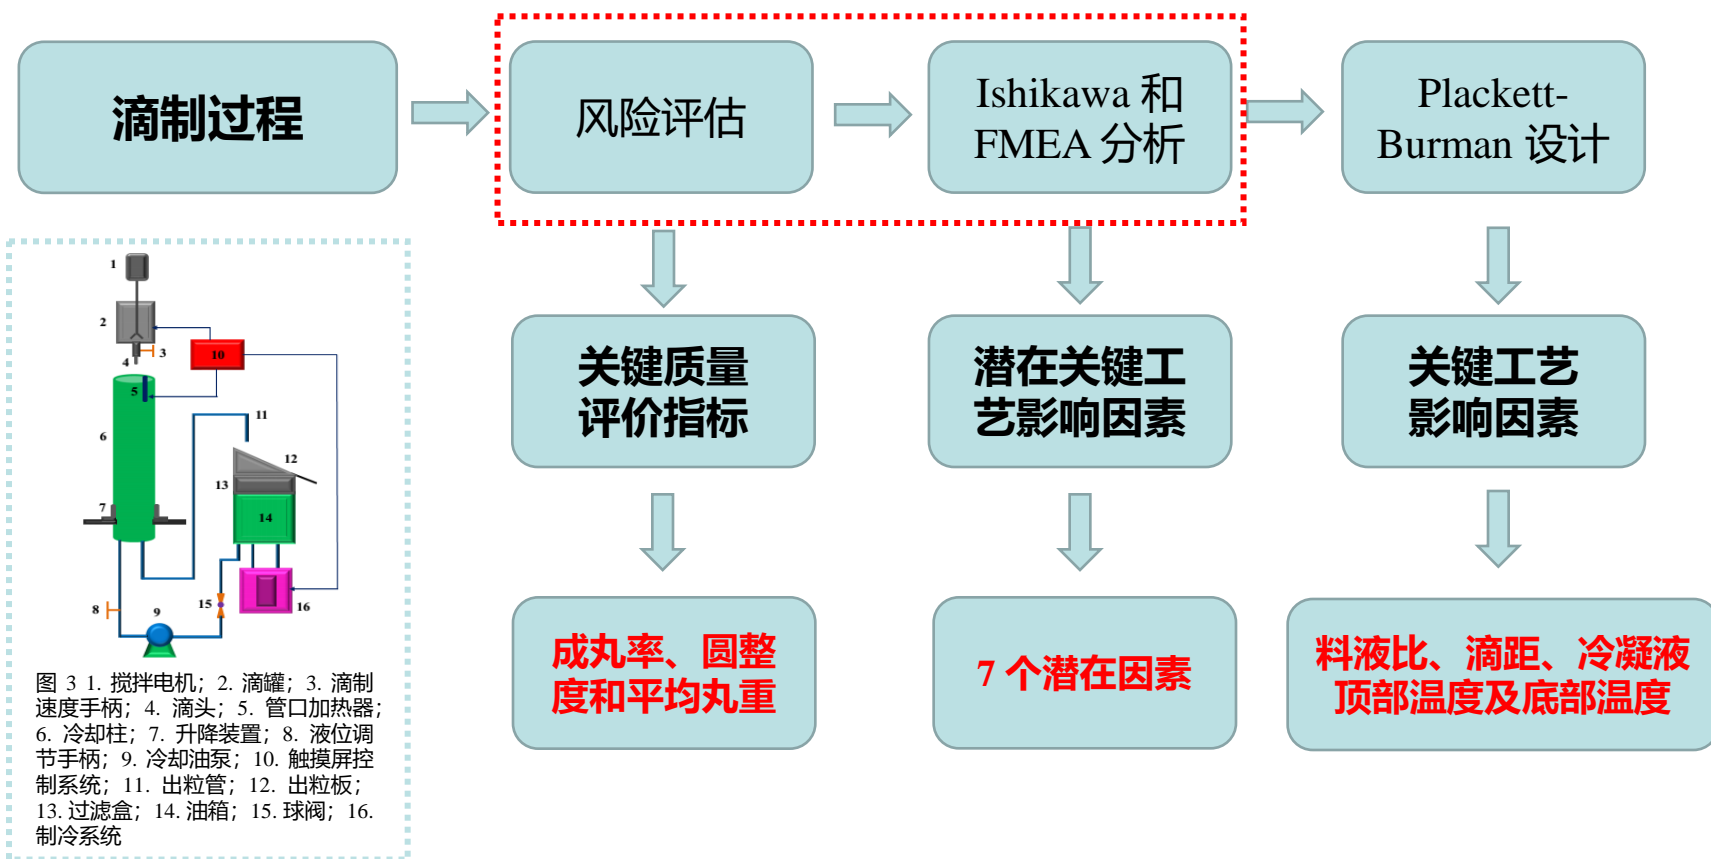 滴制过程
风险评估
Ishikawa 和
FMEA 分析
Plackett-
Burman 设计
关键质量
评价指标
潜在关键工
艺影响因素
关键工艺
影响因素
成丸率、圆整
度和平均丸重
7 个潜在因素
料液比、滴距、冷凝液
顶部温度及底部温度
1
2
3
4
10
5
11
6
12
13
7
14
8
9
15
16
图 3 1. 搅拌电机；2. 滴罐；3. 滴制
速度手柄；4. 滴头；5. 管口加热器；
6. 冷却柱；7. 升降装置；8. 液位调
节手柄；9. 冷却油泵；10. 触摸屏控
制系统；11. 出粒管；12. 出粒板；
13. 过滤盒；14. 油箱；15. 球阀；16.
制冷系统